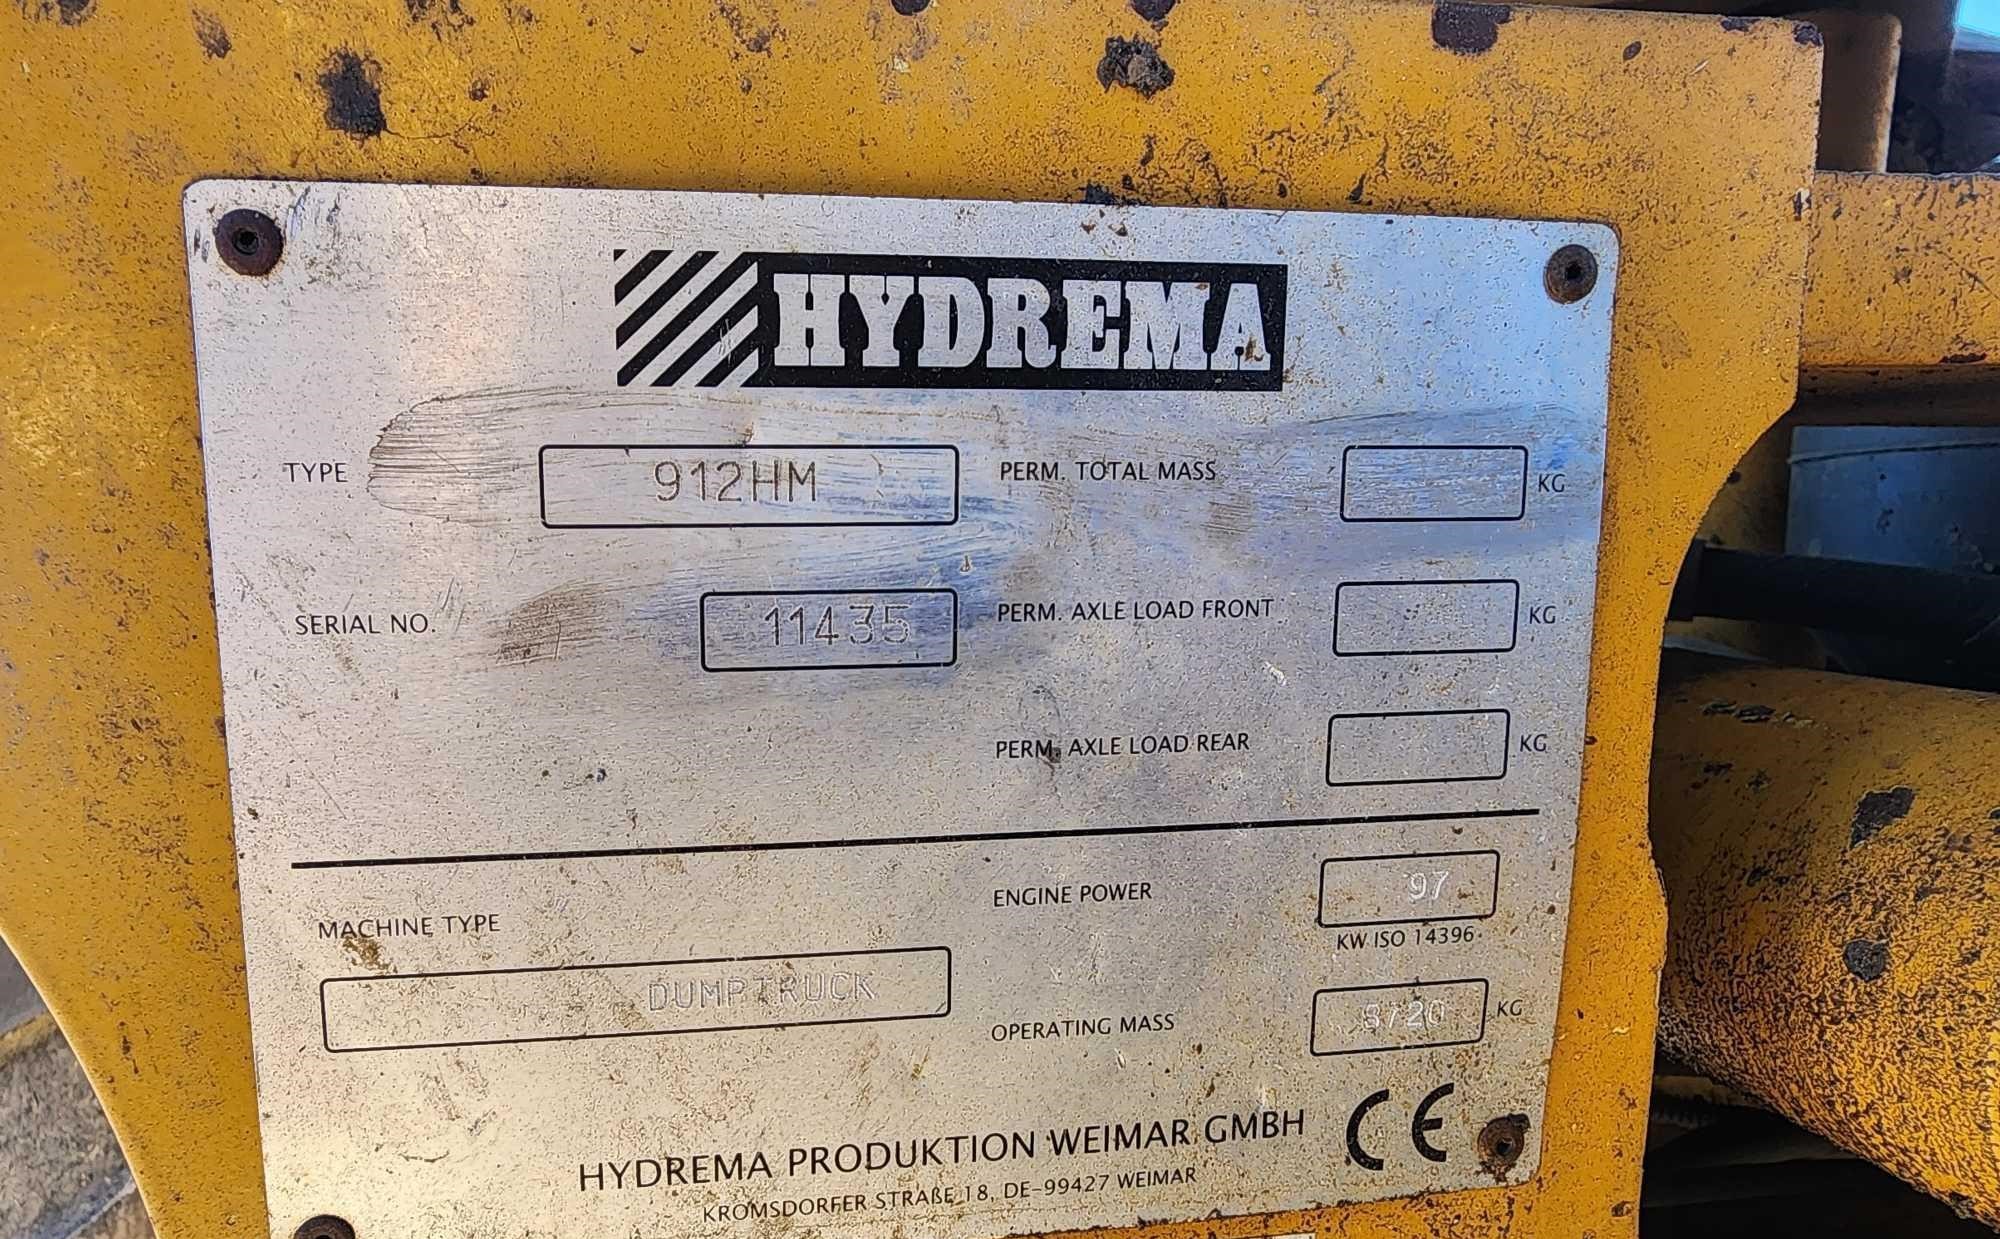 HYDREMA
TYPE 912HM
PERM. TOTAL MASS KG
SERIAL NO. 11435
PERM. AXLE LOAD FRONT KG
PERM. AXLE LOAD REAR KG
MACHINE TYPE
DUMPTRUCK
ENGINE POWER 97
KW ISO 14396
OPERATING MASS 8720 KG
HYDREMA PRODUKTION WEIMAR GMBH CE
KROMSDORFER STRAßE 18, DE-99427 WEIMAR